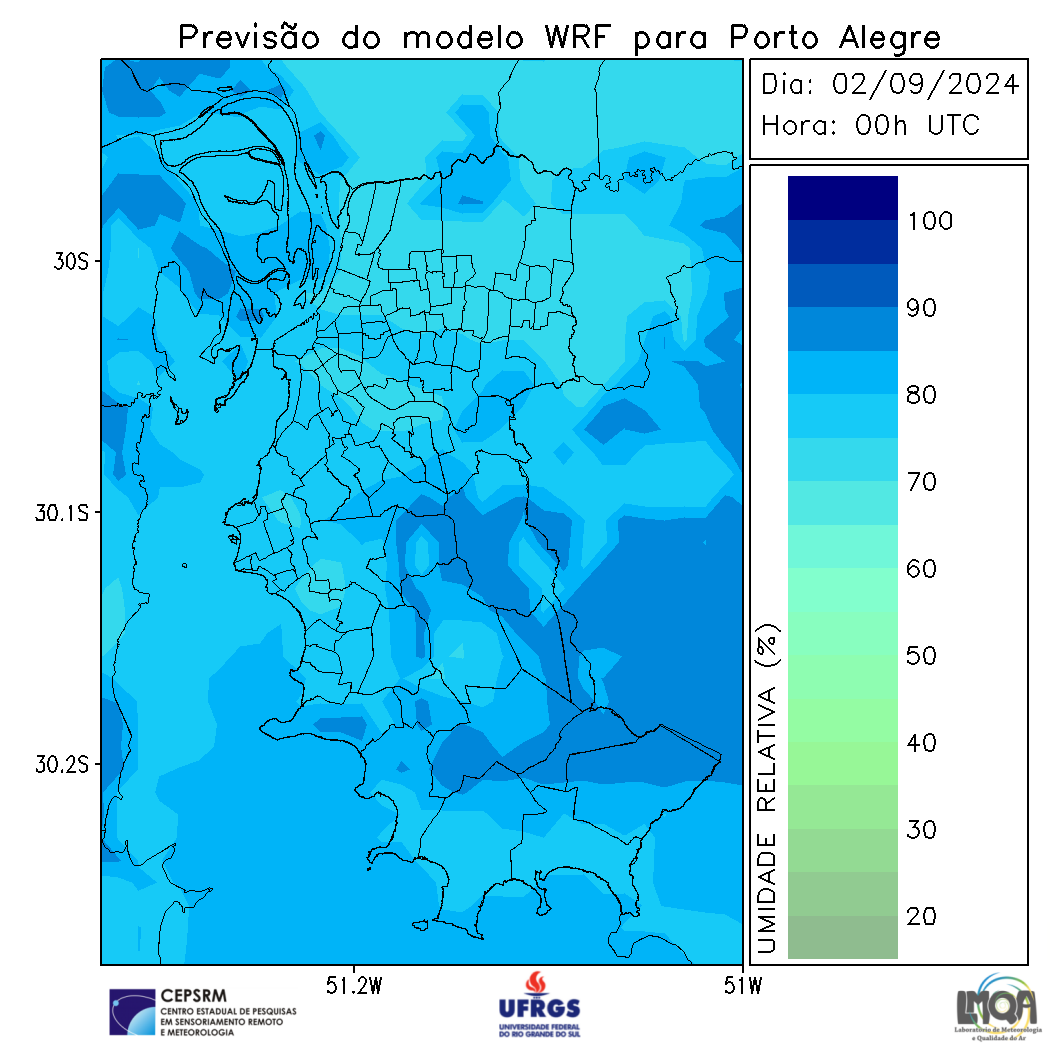 Previsão do modelo WRF para Porto Alegre
Dia: 02/09/2024
Hora: 00h UTC
30S
30.1S
30.2S
51.2W
51W
100
90
80
70
60
50
40
30
20
UMIDADE RELATIVA (%)
CEPSRM
CENTRO ESTADUAL DE PESQUISAS
EM SENSORIAMENTO REMOTO
E METEOROLOGIA
UFRGS
UNIVERSIDADE FEDERAL
DO RIO GRANDE DO SUL
LMQA
Laboratório de Meteorologia
e Qualidade do Ar